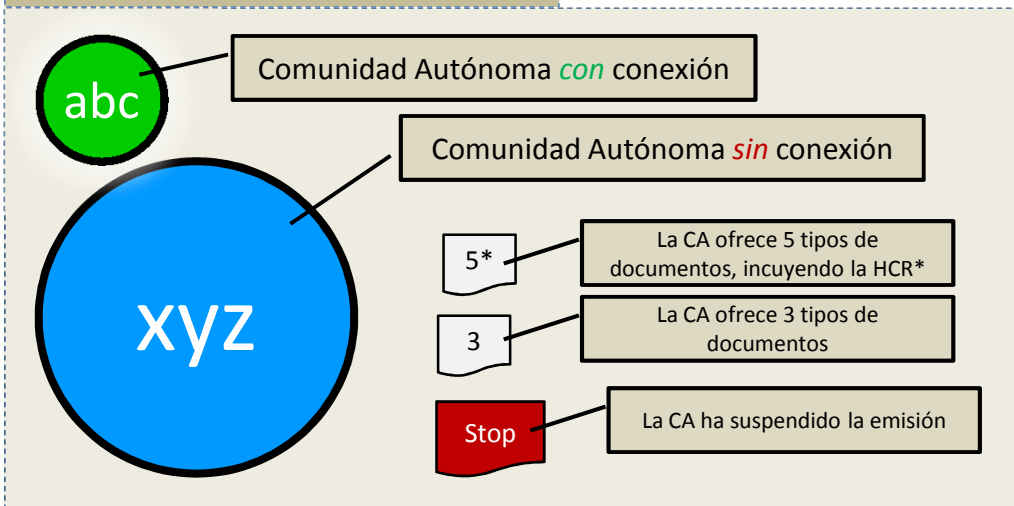 abc
Comunidad Autónoma con conexión
Comunidad Autónoma sin conexión
xyz
5*
La CA ofrece 5 tipos de
documentos, incuyendo la HCR*
3
La CA ofrece 3 tipos de
documentos
Stop
La CA ha suspendido la emisión